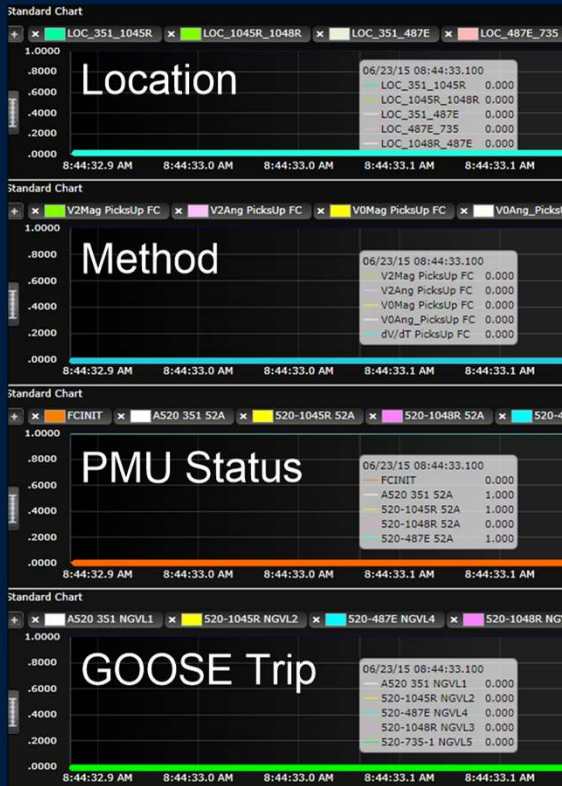 Standard Chart
+ × LOC_351_1045R × LOC_1045R_1048R × LOC_351_487E × LOC_487E_735
1.0000
.8000
.6000
.4000
.2000
.0000
Location
06/23/15 08:44:33.100
LOC_351_1045R 0.000
LOC_1045R_1048R 0.000
LOC_351_487E 0.000
LOC_487E_735 0.000
LOC_1048R_487E 0.000
8:44:32.9 AM 8:44:33.0 AM 8:44:33.0 AM 8:44:33.1 AM 8:44:33.1 AM
Standard Chart
+ × V2Mag PicksUp FC × V2Ang PicksUp FC × V0Mag PicksUp FC × V0Ang_Picks
1.0000
.8000
.6000
.4000
.2000
.0000
Method
06/23/15 08:44:33.100
V2Mag PicksUp FC 0.000
V2Ang PicksUp FC 0.000
V0Mag PicksUp FC 0.000
V0Ang_PicksUp FC 0.000
dV/dT PicksUp FC 0.000
8:44:32.9 AM 8:44:33.0 AM 8:44:33.0 AM 8:44:33.1 AM 8:44:33.1 AM
Standard Chart
+ × FCINIT × A520 351 52A × 520-1045R 52A × 520-1048R 52A × 520-4
1.0000
.8000
.6000
.4000
.2000
.0000
PMU Status
06/23/15 08:44:33.100
FCINIT 0.000
A520 351 52A 1.000
520-1045R 52A 1.000
520-1048R 52A 0.000
520-487E 52A 1.000
8:44:32.9 AM 8:44:33.0 AM 8:44:33.0 AM 8:44:33.1 AM 8:44:33.1 AM
Standard Chart
+ × A520 351 NGVL1 × 520-1045R NGVL2 × 520-487E NGVL4 × 520-1048R NG
1.0000
.8000
.6000
.4000
.2000
.0000
GOOSE Trip
06/23/15 08:44:33.100
A520 351 NGVL1 0.000
520-1045R NGVL2 0.000
520-487E NGVL4 0.000
520-1048R NGVL3 0.000
520-735-1 NGVL5 0.000
8:44:32.9 AM 8:44:33.0 AM 8:44:33.0 AM 8:44:33.1 AM 8:44:33.1 AM